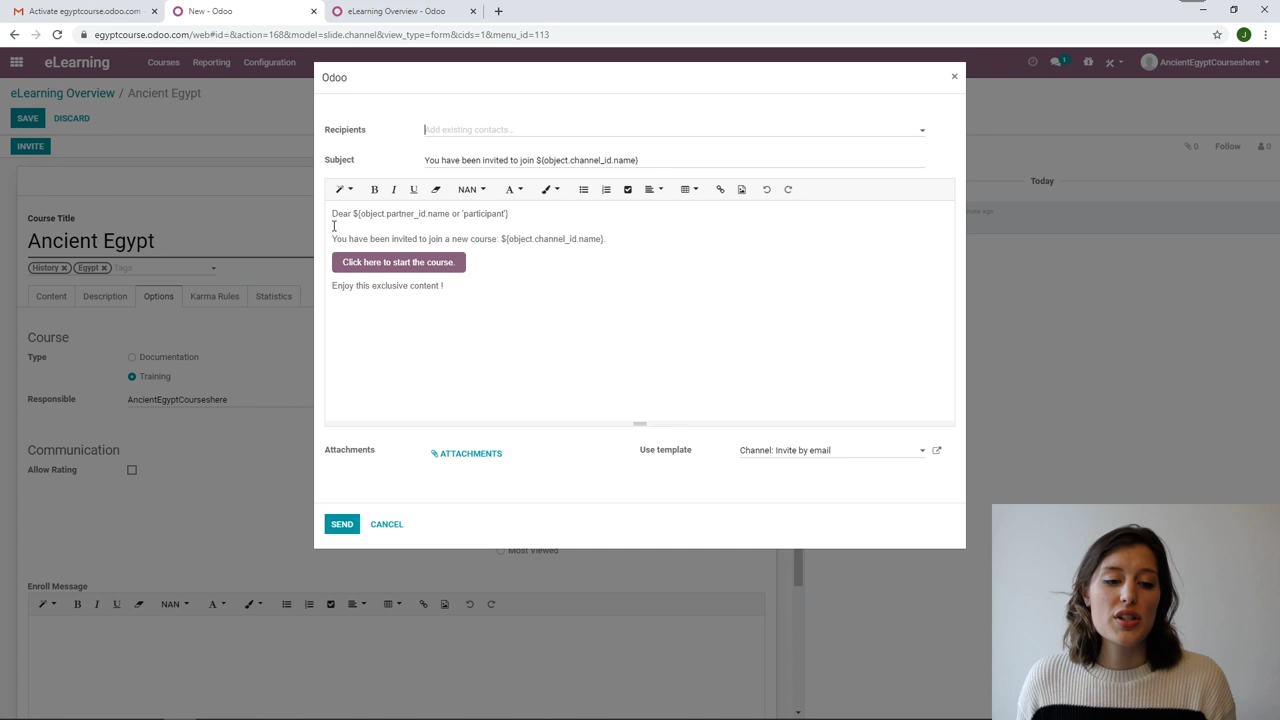 Activate egyptcourse.odoo.com
New - Odoo
eLearning Overview - Odoo
egyptcourse.odoo.com/web#id=&action=168&model=slide.channel&view_type=form&cids=1&menu_id=113
J
eLearning
Courses
Reporting
Configuration
1
AncientEgyptCourseshere
eLearning Overview / Ancient Egypt
SAVE
DISCARD
INVITE
0
Follow
0
Today
Course Title
Ancient Egypt
History
Egypt
Tags
Content
Description
Options
Karma Rules
Statistics
Course
Type
Documentation
Training
Responsible
AncientEgyptCourseshere
Communication
Allow Rating
Most Viewed
Enroll Message
B I U NAN A
Odoo
×
Recipients
Add existing contacts...
Subject
You have been invited to join ${object.channel_id.name}
B I U NAN A
Dear ${object.partner_id.name or 'participant'}
You have been invited to join a new course: ${object.channel_id.name}.
Click here to start the course.
Enjoy this exclusive content !
Attachments
ATTACHMENTS
Use template
Channel: Invite by email
SEND
CANCEL